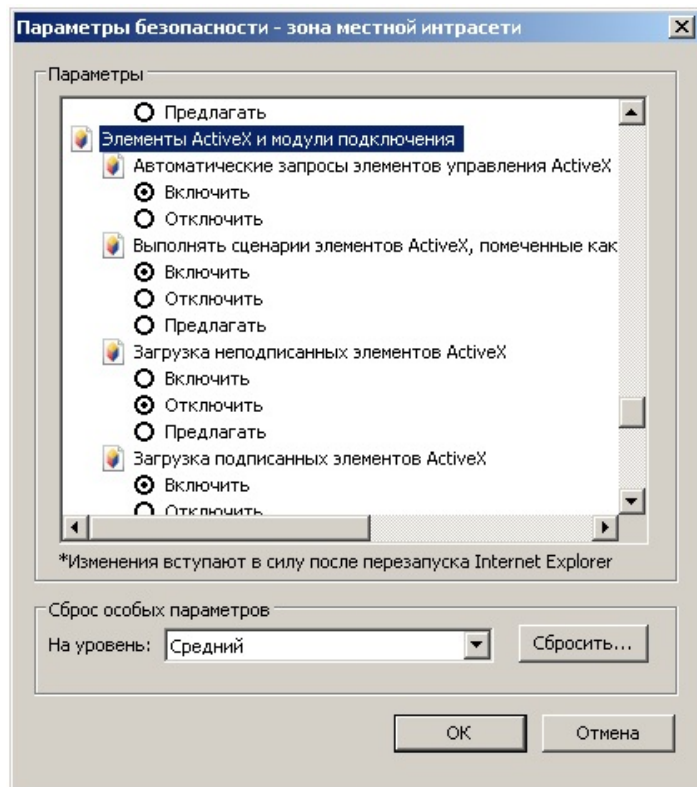 Параметры безопасности - зона местной интрасети
Параметры
Предлагать
Элементы ActiveX и модули подключения
Автоматические запросы элементов управления ActiveX
Включить
Отключить
Выполнять сценарии элементов ActiveX, помеченные как
Включить
Отключить
Предлагать
Загрузка неподписанных элементов ActiveX
Включить
Отключить
Предлагать
Загрузка подписанных элементов ActiveX
Включить
Отключить
*Изменения вступают в силу после перезапуска Internet Explorer
Сброс особых параметров
На уровень: Средний Сбросить...
ОК Отмена